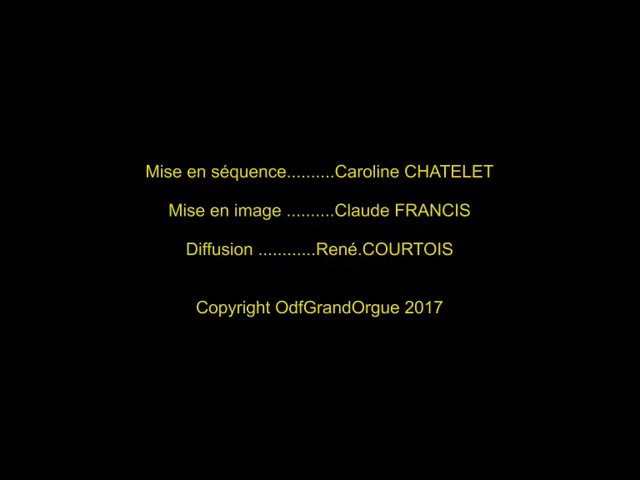 Mise en séquence..........Caroline CHATELET
Mise en image ..........Claude FRANCIS
Diffusion ............René.COURTOIS
Copyright OdfGrandOrgue 2017